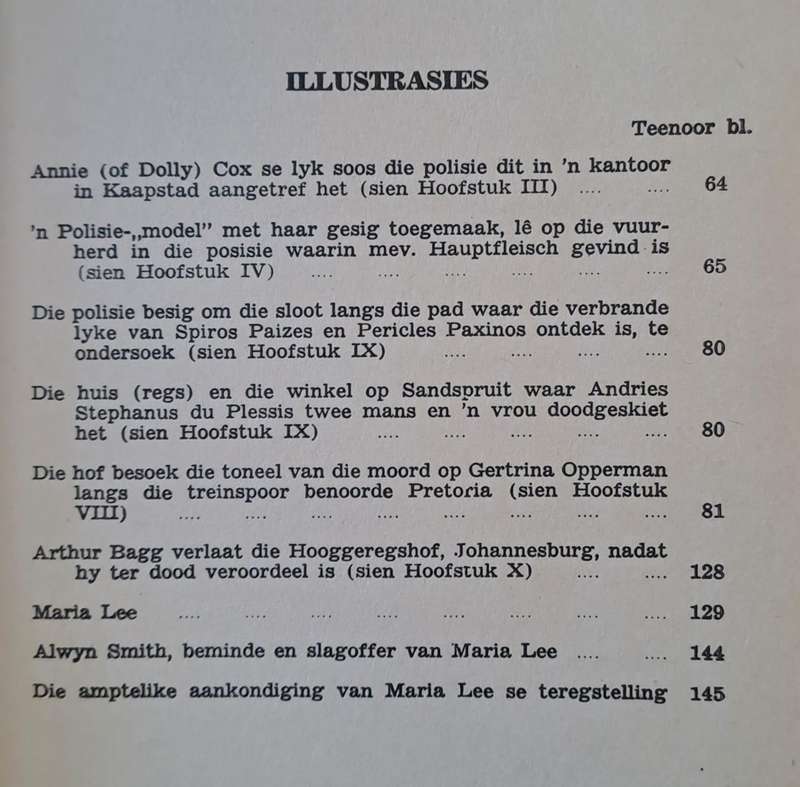 ILLUSTRASIES
Teenoor bl.
Annie (of Dolly) Cox se lyk soos die polisie dit in 'n kantoor
in Kaapstad aangetref het (sien Hoofstuk III) .... .... 64
'n Polisie-„model” met haar gesig toegemaak, lê op die vuur-
herd in die posisie waarin mev. Hauptfleisch gevind is
(sien Hoofstuk IV) .... .... .... .... .... .... 65
Die polisie besig om die sloot langs die pad waar die verbrande
lyke van Spiros Paizes en Pericles Paxinos ontdek is, te
ondersoek (sien Hoofstuk IX) .... .... .... .... 80
Die huis (regs) en die winkel op Sandspruit waar Andries
Stephanus du Plessis twee mans en 'n vrou doodgeskiet
het (sien Hoofstuk IX) .... .... .... .... .... 80
Die hof besoek die toneel van die moord op Gertrina Opperman
langs die treinspoor benoorde Pretoria (sien Hoofstuk
VIII) .... .... .... .... .... .... .... .... 81
Arthur Bagg verlaat die Hooggeregshof, Johannesburg, nadat
hy ter dood veroordeel is (sien Hoofstuk X) .... .... 128
Maria Lee .... .... .... .... .... .... .... .... 129
Alwyn Smith, beminde en slagoffer van Maria Lee .... .... 144
Die amptelike aankondiging van Maria Lee se teregstelling 145